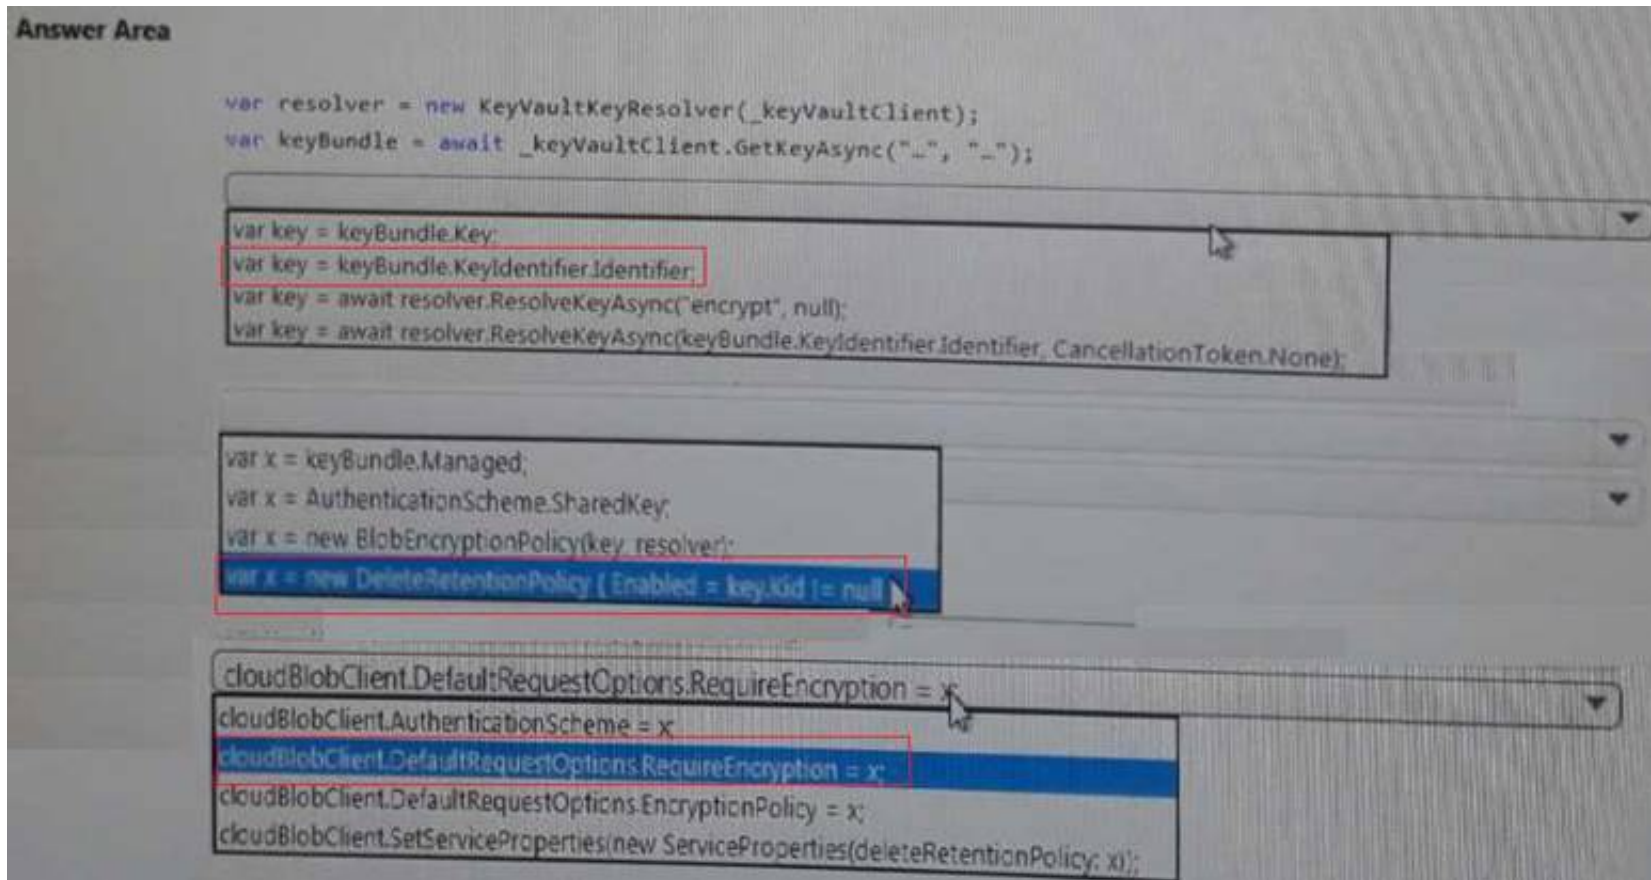 Answer Area
var resolver = new KeyVaultKeyResolver(_keyVaultClient);
var keyBundle = await _keyVaultClient.GetKeyAsync("…", "…");
var key = keyBundle.Key;
var key = keyBundle.KeyIdentifier.Identifier;
var key = await resolver.ResolveKeyAsync("encrypt", null);
var key = await resolver.ResolveKeyAsync(keyBundle.KeyIdentifier.Identifier, CancellationToken.None);
var x = keyBundle.Managed;
var x = AuthenticationScheme.SharedKey;
var x = new BlobEncryptionPolicy(key, resolver);
var x = new DeleteRetentionPolicy { Enabled = key.Kid != null
cloudBlobClient.DefaultRequestOptions.RequireEncryption = x;
cloudBlobClient.AuthenticationScheme = x;
cloudBlobClient.DefaultRequestOptions.RequireEncryption = x;
cloudBlobClient.DefaultRequestOptions.EncryptionPolicy = x;
cloudBlobClient.SetServiceProperties(new ServiceProperties(deleteRetentionPolicy: x));